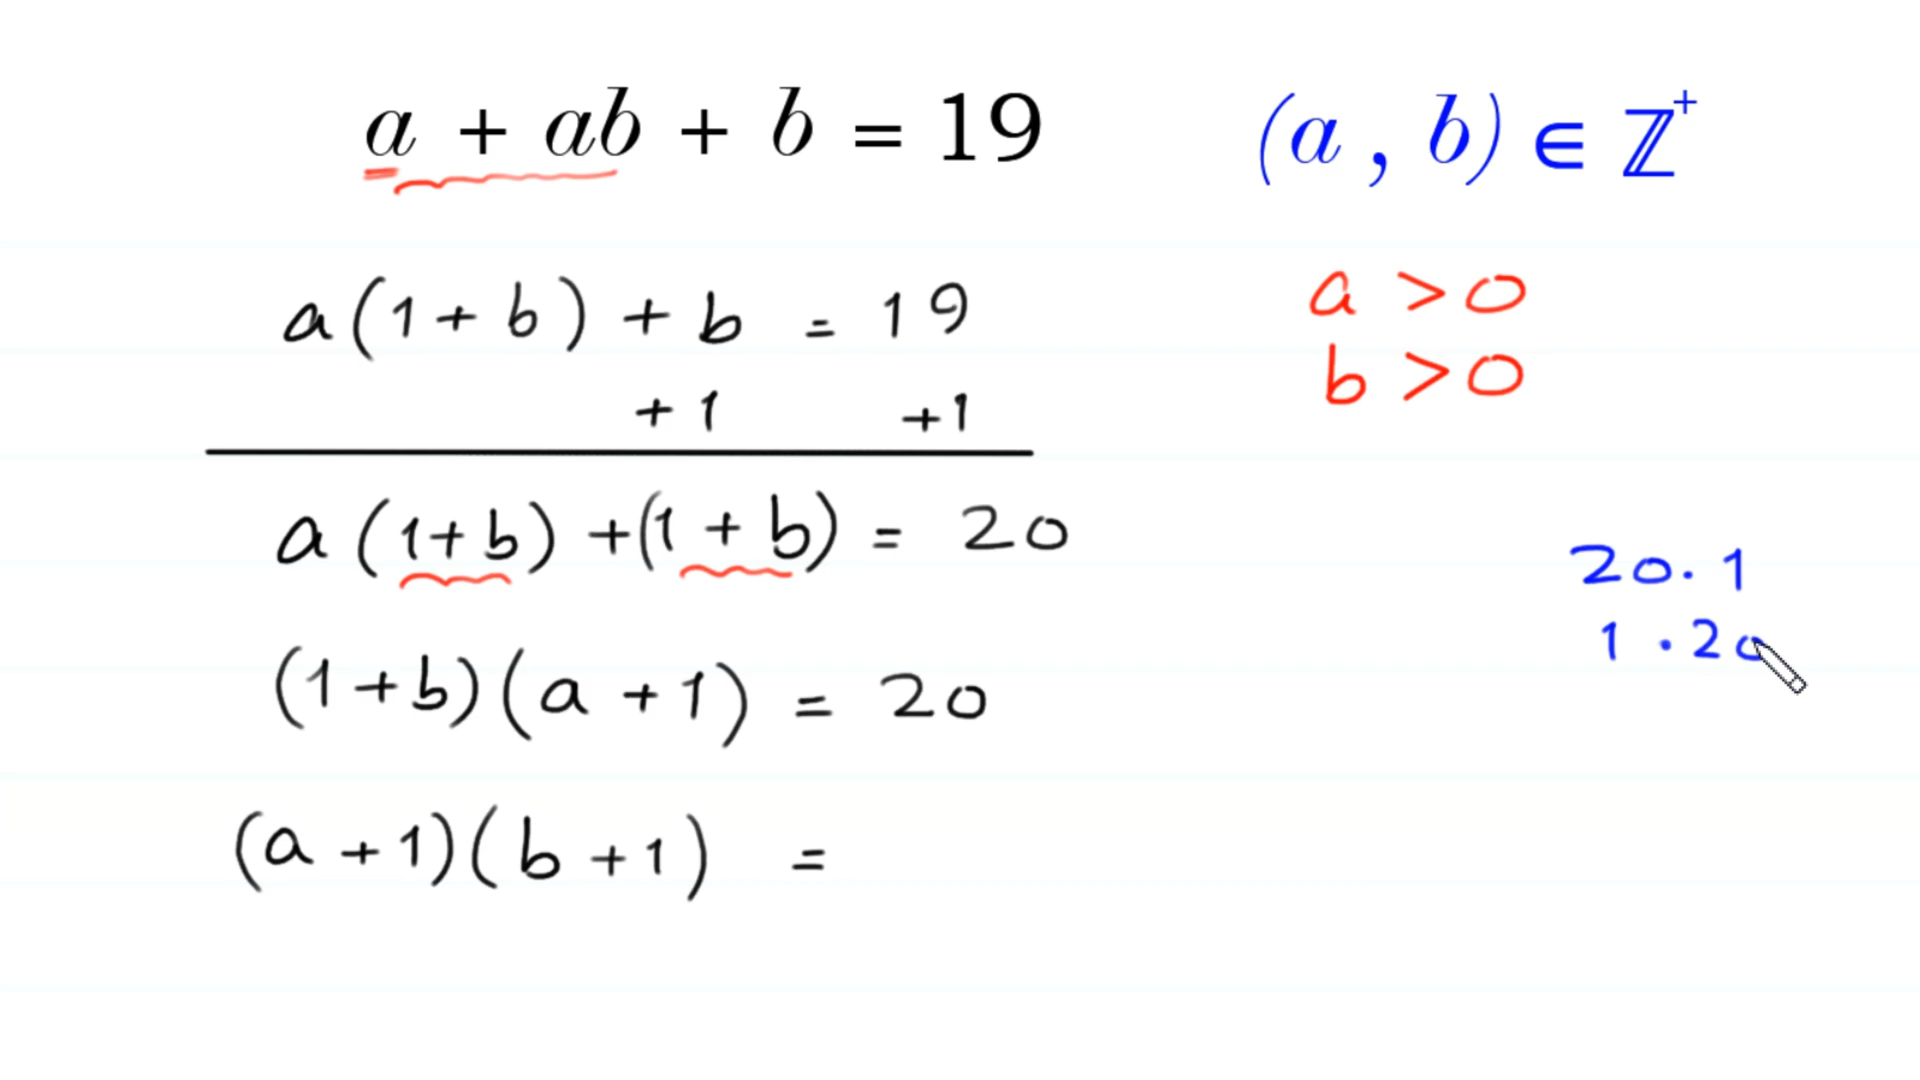 a + ab + b = 19
(a , b) ∈ ℤ⁺
a (1 + b) + b = 19
+ 1 +1
a > 0
b > 0
a (1+b) + (1 + b) = 20
(1 + b) (a + 1) = 20
(a + 1) (b + 1) =
20 . 1
1 . 20